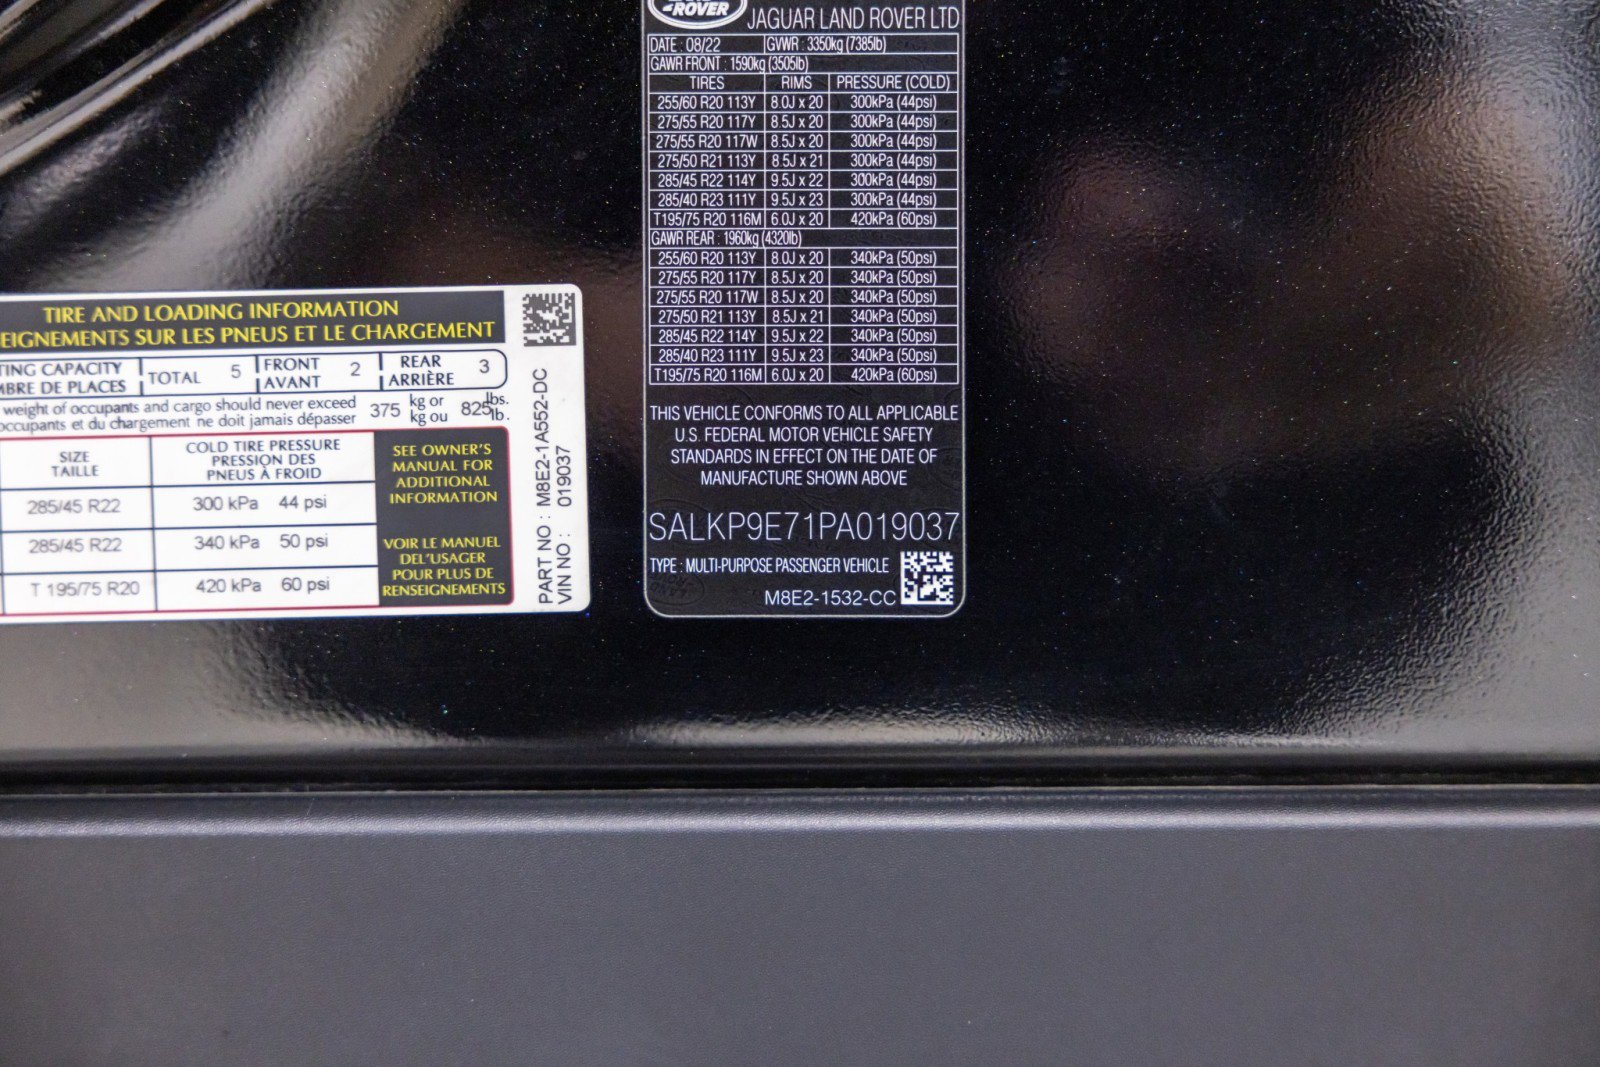 TIRE AND LOADING INFORMATION
EIGNEMENTS SUR LES PNEUS ET LE CHARGEMENT
TING CAPACITY TOTAL 5 FRONT 2 REAR 3
MBRE DE PLACES AVANT ARRIÈRE
weight of occupants and cargo should never exceed 375 kg or 825 lbs.
occupants et du chargement ne doit jamais dépasser kg ou lb.
SIZE
TAILLE
COLD TIRE PRESSURE
PRESSION DES
PNEUS À FROID
285/45 R22 300 kPa 44 psi
285/45 R22 340 kPa 50 psi
T 195/75 R20 420 kPa 60 psi
SEE OWNER'S
MANUAL FOR
ADDITIONAL
INFORMATION
VOIR LE MANUEL
DEL'USAGER
POUR PLUS DE
RENSEIGNEMENTS
PART NO : M8E2-1A552-DC
VIN NO : 019037
ROVER
JAGUAR LAND ROVER LTD
DATE : 08/22 GVWR : 3350kg (7385lb)
GAWR FRONT : 1590kg (3505lb)
TIRES RIMS PRESSURE (COLD)
255/60 R20 113Y 8.0J x 20 300kPa (44psi)
275/55 R20 117Y 8.5J x 20 300kPa (44psi)
275/55 R20 117W 8.5J x 20 300kPa (44psi)
275/50 R21 113Y 8.5J x 21 300kPa (44psi)
285/45 R22 114Y 9.5J x 22 300kPa (44psi)
285/40 R23 111Y 9.5J x 23 300kPa (44psi)
T195/75 R20 116M 6.0J x 20 420kPa (60psi)
GAWR REAR : 1960kg (4320lb)
255/60 R20 113Y 8.0J x 20 340kPa (50psi)
275/55 R20 117Y 8.5J x 20 340kPa (50psi)
275/55 R20 117W 8.5J x 20 340kPa (50psi)
275/50 R21 113Y 8.5J x 21 340kPa (50psi)
285/45 R22 114Y 9.5J x 22 340kPa (50psi)
285/40 R23 111Y 9.5J x 23 340kPa (50psi)
T195/75 R20 116M 6.0J x 20 420kPa (60psi)
THIS VEHICLE CONFORMS TO ALL APPLICABLE
U.S. FEDERAL MOTOR VEHICLE SAFETY
STANDARDS IN EFFECT ON THE DATE OF
MANUFACTURE SHOWN ABOVE
SALKP9E71PA019037
TYPE : MULTI-PURPOSE PASSENGER VEHICLE
M8E2-1532-CC